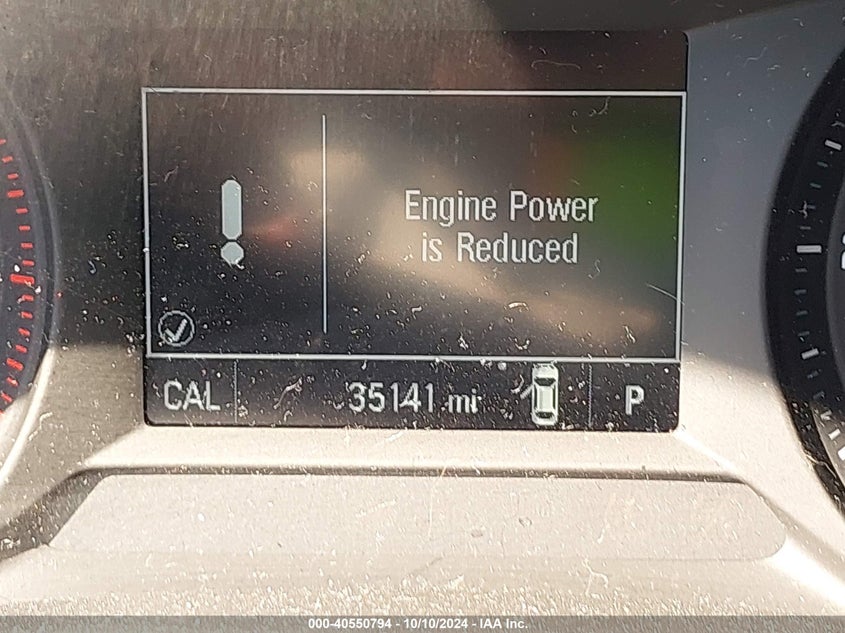 Engine Power
is Reduced
CAL 35141 mi P
000-40550794 - 10/10/2024 - IAA Inc.